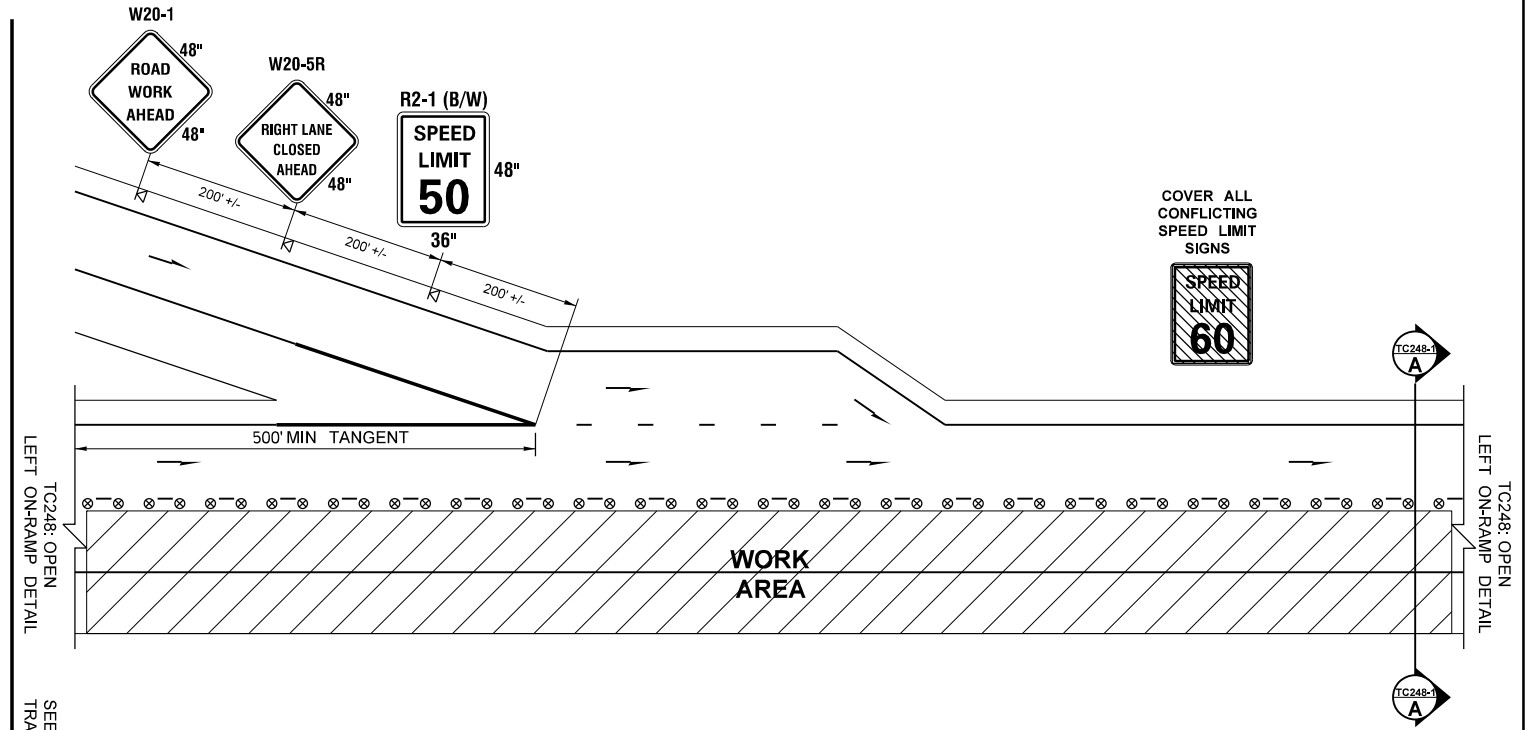 W20-1
48"
ROAD
WORK
AHEAD
48"
W20-5R
48"
RIGHT LANE
CLOSED
AHEAD
48"
R2-1 (B/W)
SPEED
LIMIT
50
48"
36"
200' +/-
200' +/-
200' +/-
COVER ALL
CONFLICTING
SPEED LIMIT
SIGNS
SPEED
LIMIT
60
TC248-1
A
500' MIN TANGENT
TC248: OPEN
LEFT ON-RAMP DETAIL
TC248: OPEN
LEFT ON-RAMP DETAIL
WORK
AREA
TC248-1
A
SEE
TRA